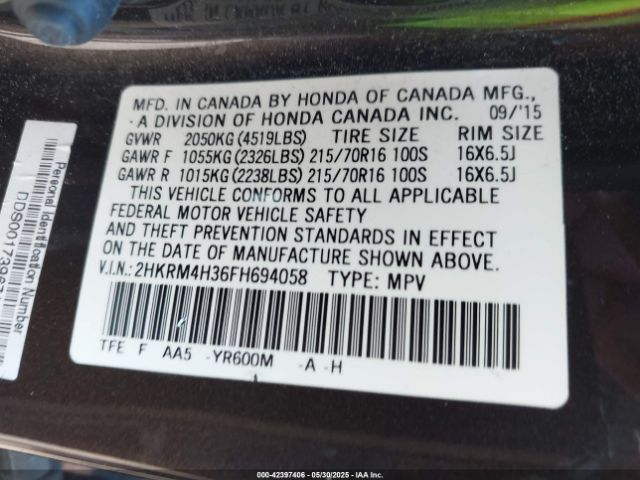 MFD. IN CANADA BY HONDA OF CANADA MFG.,
- A DIVISION OF HONDA CANADA INC. 09/'15
GVWR 2050KG (4519LBS) TIRE SIZE RIM SIZE
GAWR F 1055KG (2326LBS) 215/70R16 100S 16X6.5J
GAWR R 1015KG (2238LBS) 215/70R16 100S 16X6.5J
THIS VEHICLE CONFORMS TO ALL APPLICABLE
FEDERAL MOTOR VEHICLE SAFETY
AND THEFT PREVENTION STANDARDS IN EFFECT
ON THE DATE OF MANUFACTURE SHOWN ABOVE.
V.I.N.: 2HKRM4H36FH694058 TYPE: MPV
TFE F AA5 -YR600M -A -H
Personal Identification Number
000-42397406 - 05/30/2025 - IAA Inc.